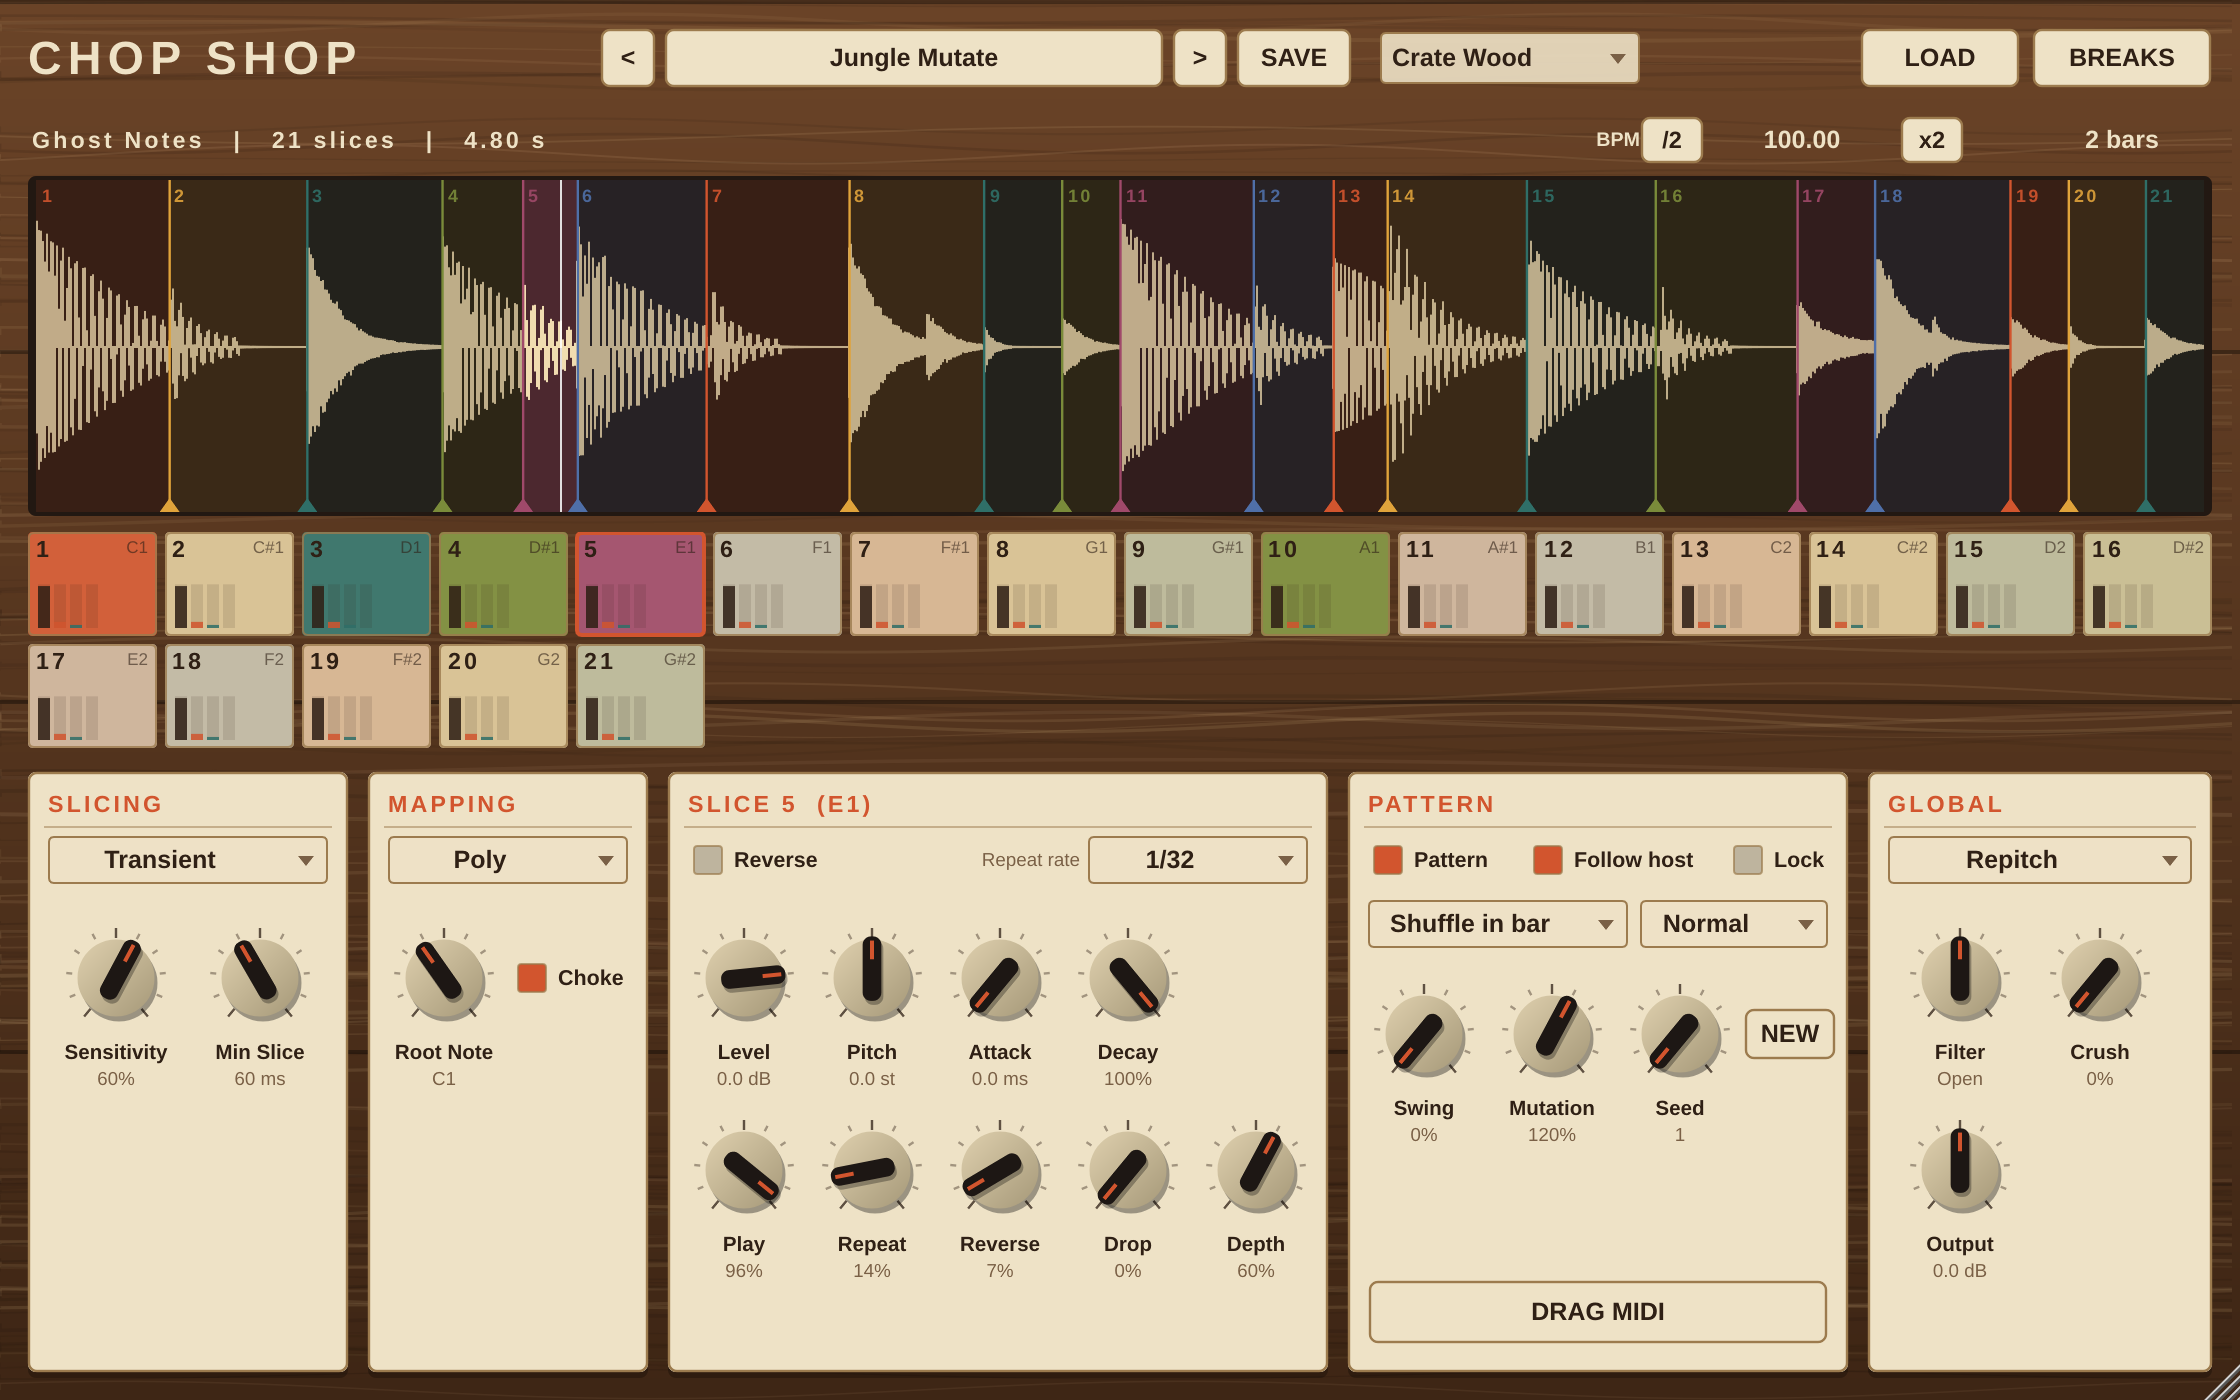 CHOP SHOP < Jungle Mutate > SAVE Crate Wood LOAD BREAKS
Ghost Notes | 21 slices | 4.80 s BPM /2 100.00 x2 2 bars
1 2 3 4 5 6 7 8 9 10 11 12 13 14 15 16 17 18 19 20 21
1 C1 2 C#1 3 D1 4 D#1 5 E1 6 F1 7 F#1 8 G1 9 G#1 10 A1 11 A#1 12 B1 13 C2 14 C#2 15 D2 16 D#2
17 E2 18 F2 19 F#2 20 G2 21 G#2
SLICING
Transient
Sensitivity Min Slice
60% 60 ms
MAPPING
Poly
Choke
Root Note
C1
SLICE 5 (E1)
Reverse Repeat rate 1/32
Level Pitch Attack Decay
0.0 dB 0.0 st 0.0 ms 100%
Play Repeat Reverse Drop Depth
96% 14% 7% 0% 60%
PATTERN
Pattern Follow host Lock
Shuffle in bar Normal
NEW
Swing Mutation Seed
0% 120% 1
DRAG MIDI
GLOBAL
Repitch
Filter Crush
Open 0%
Output
0.0 dB